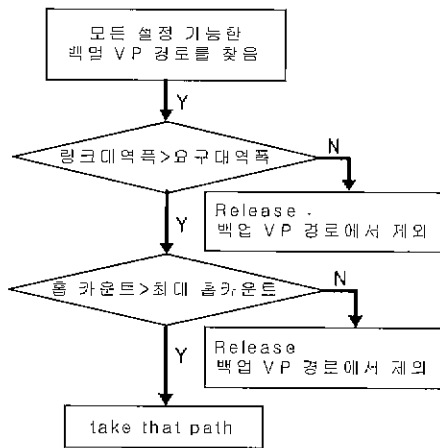 모든 설정 가능한
백업 VP 경로를 찾음
Y
링크대역폭>요구대역폭
N
Release .
백업 VP 경로에서 제외
Y
홉 카운트>최대 홉카운트
N
Release
백업 VP 경로에서 제외
Y
take that path